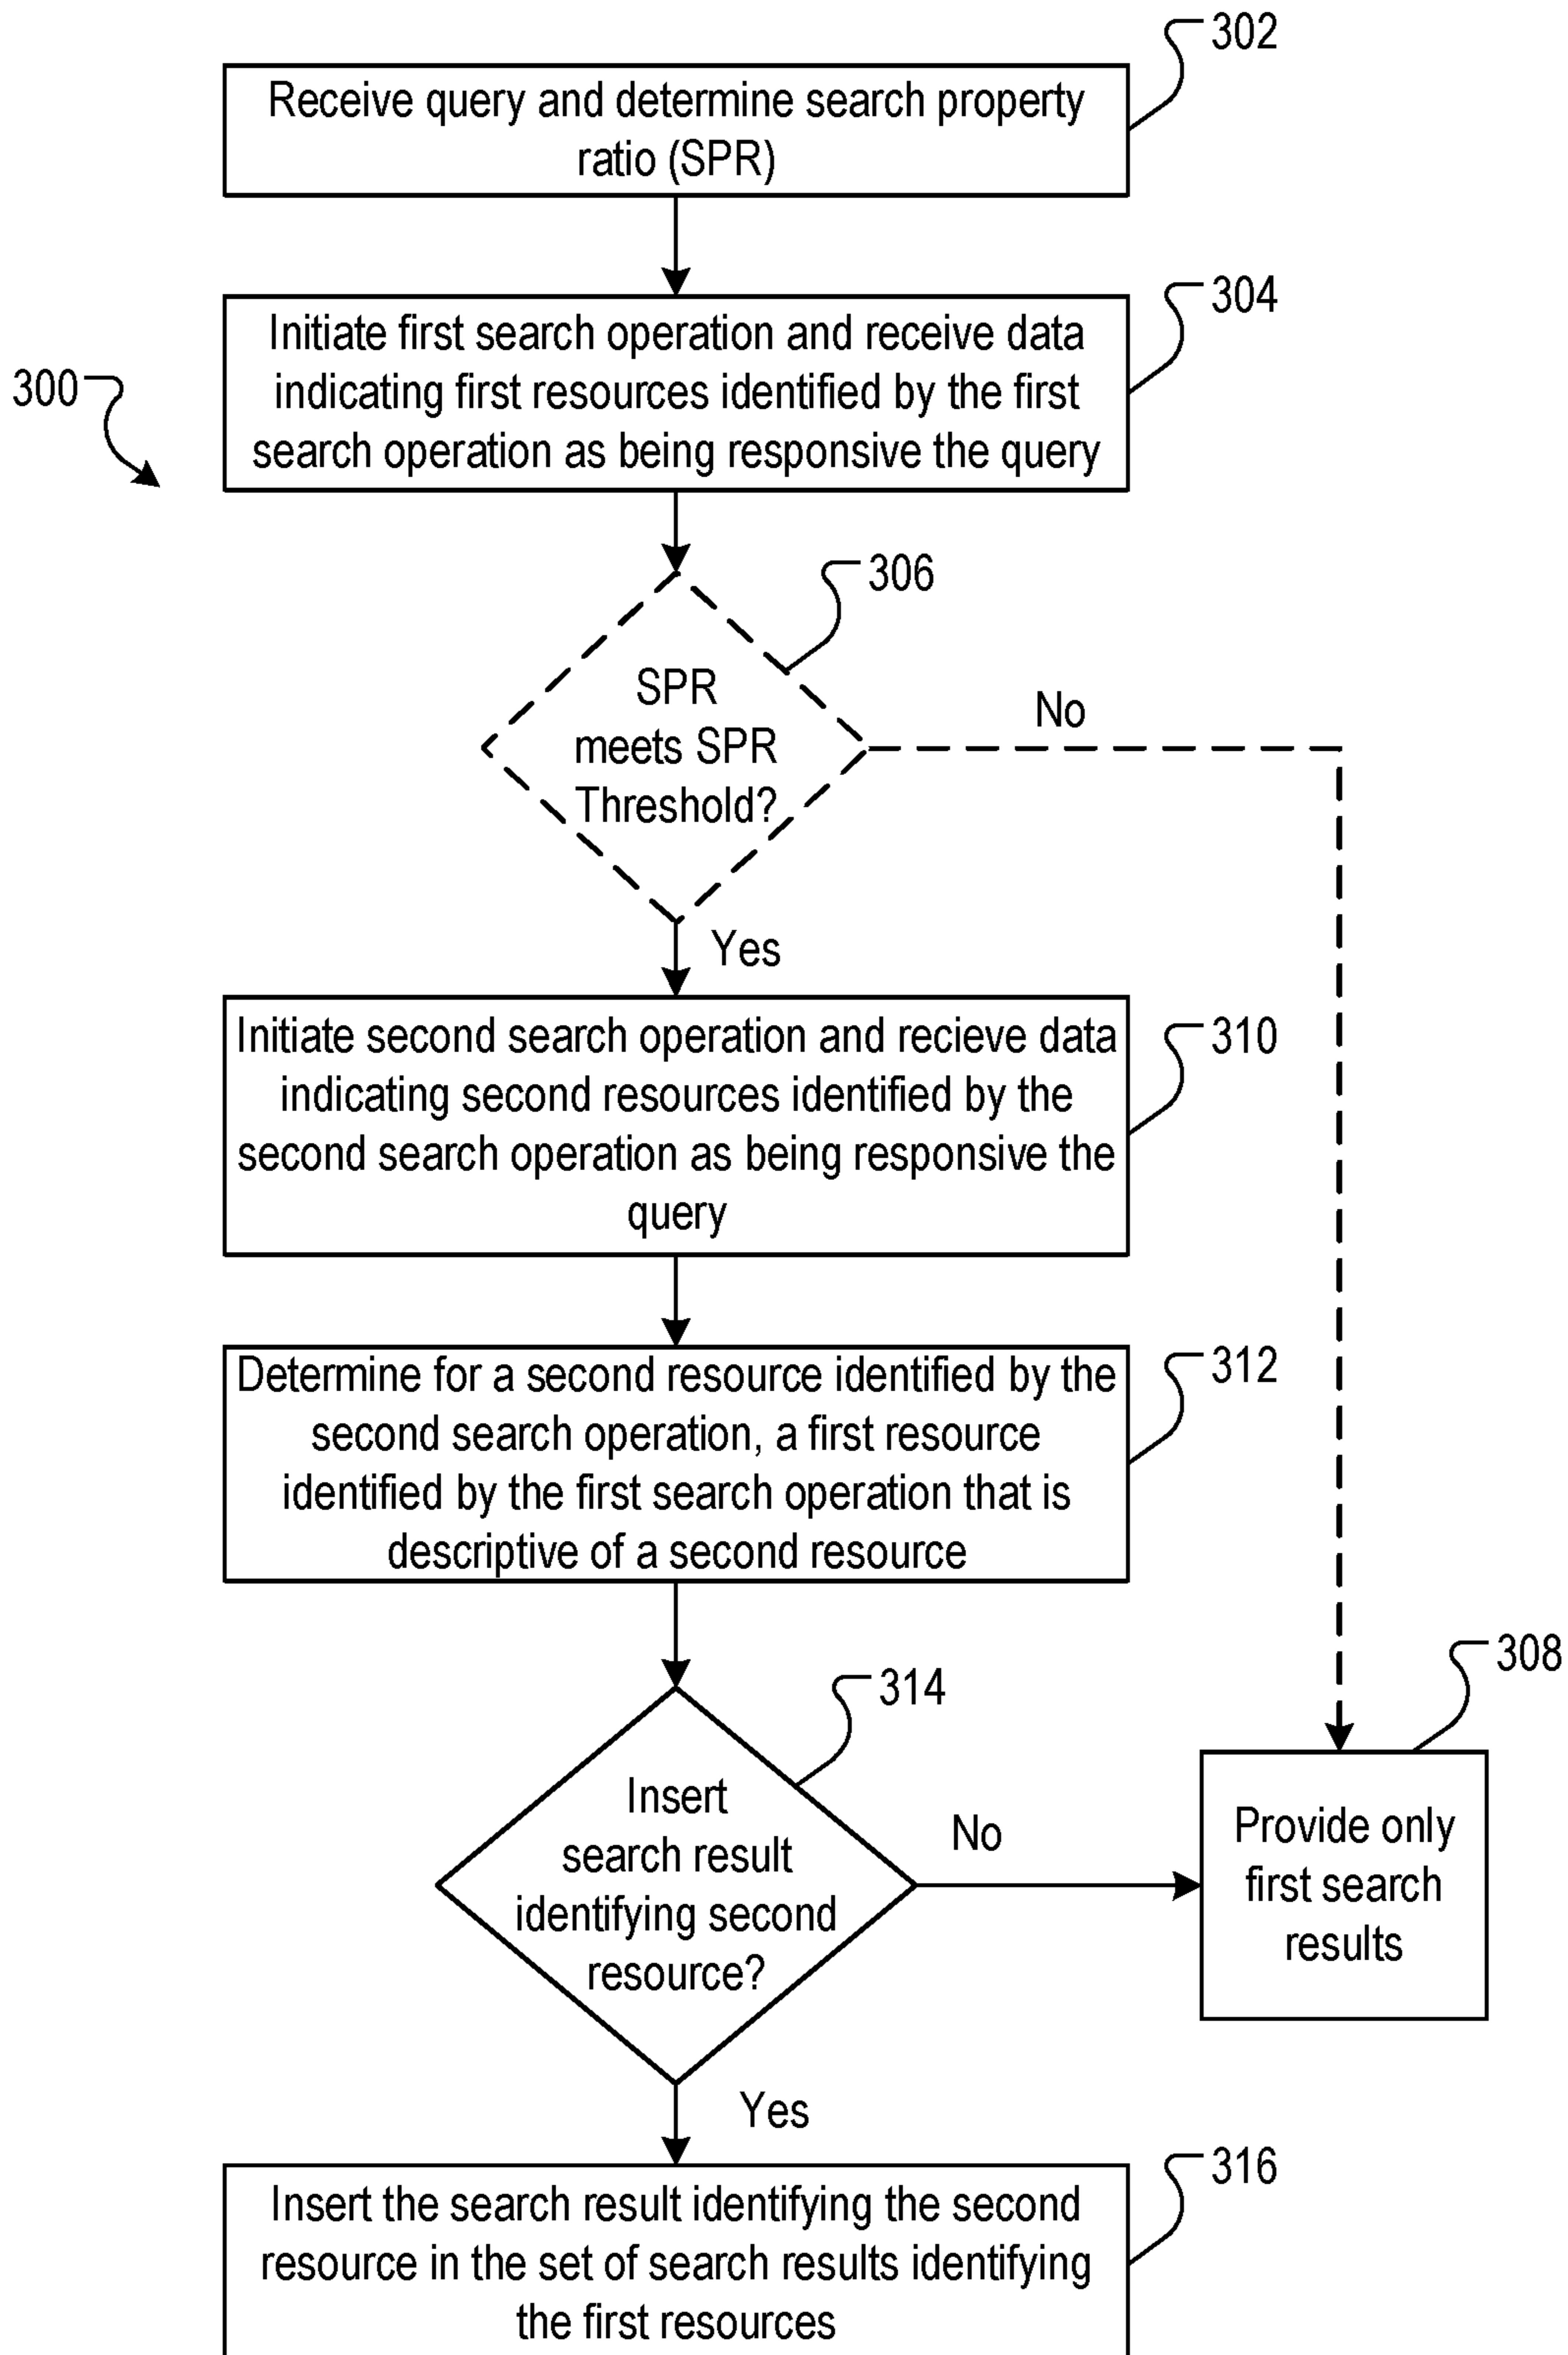 302
Receive query and determine search property
ratio (SPR)
304
Initiate first search operation and receive data
indicating first resources identified by the first
search operation as being responsive the query
300
306
SPR
meets SPR
Threshold?
No
Yes
310
Initiate second search operation and recieve data
indicating second resources identified by the
second search operation as being responsive the
query
312
Determine for a second resource identified by the
second search operation, a first resource
identified by the first search operation that is
descriptive of a second resource
314
Insert
search result
identifying second
resource?
No
308
Provide only
first search
results
Yes
316
Insert the search result identifying the second
resource in the set of search results identifying
the first resources